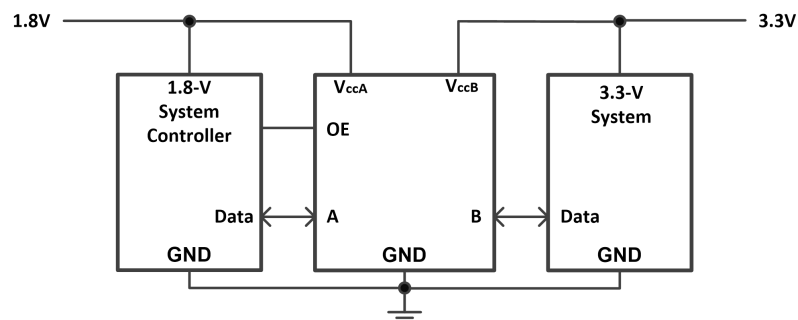 1.8V
3.3V
1.8-V
System
Controller
Data
GND
VccA
VccB
OE
A
B
GND
3.3-V
System
Data
GND